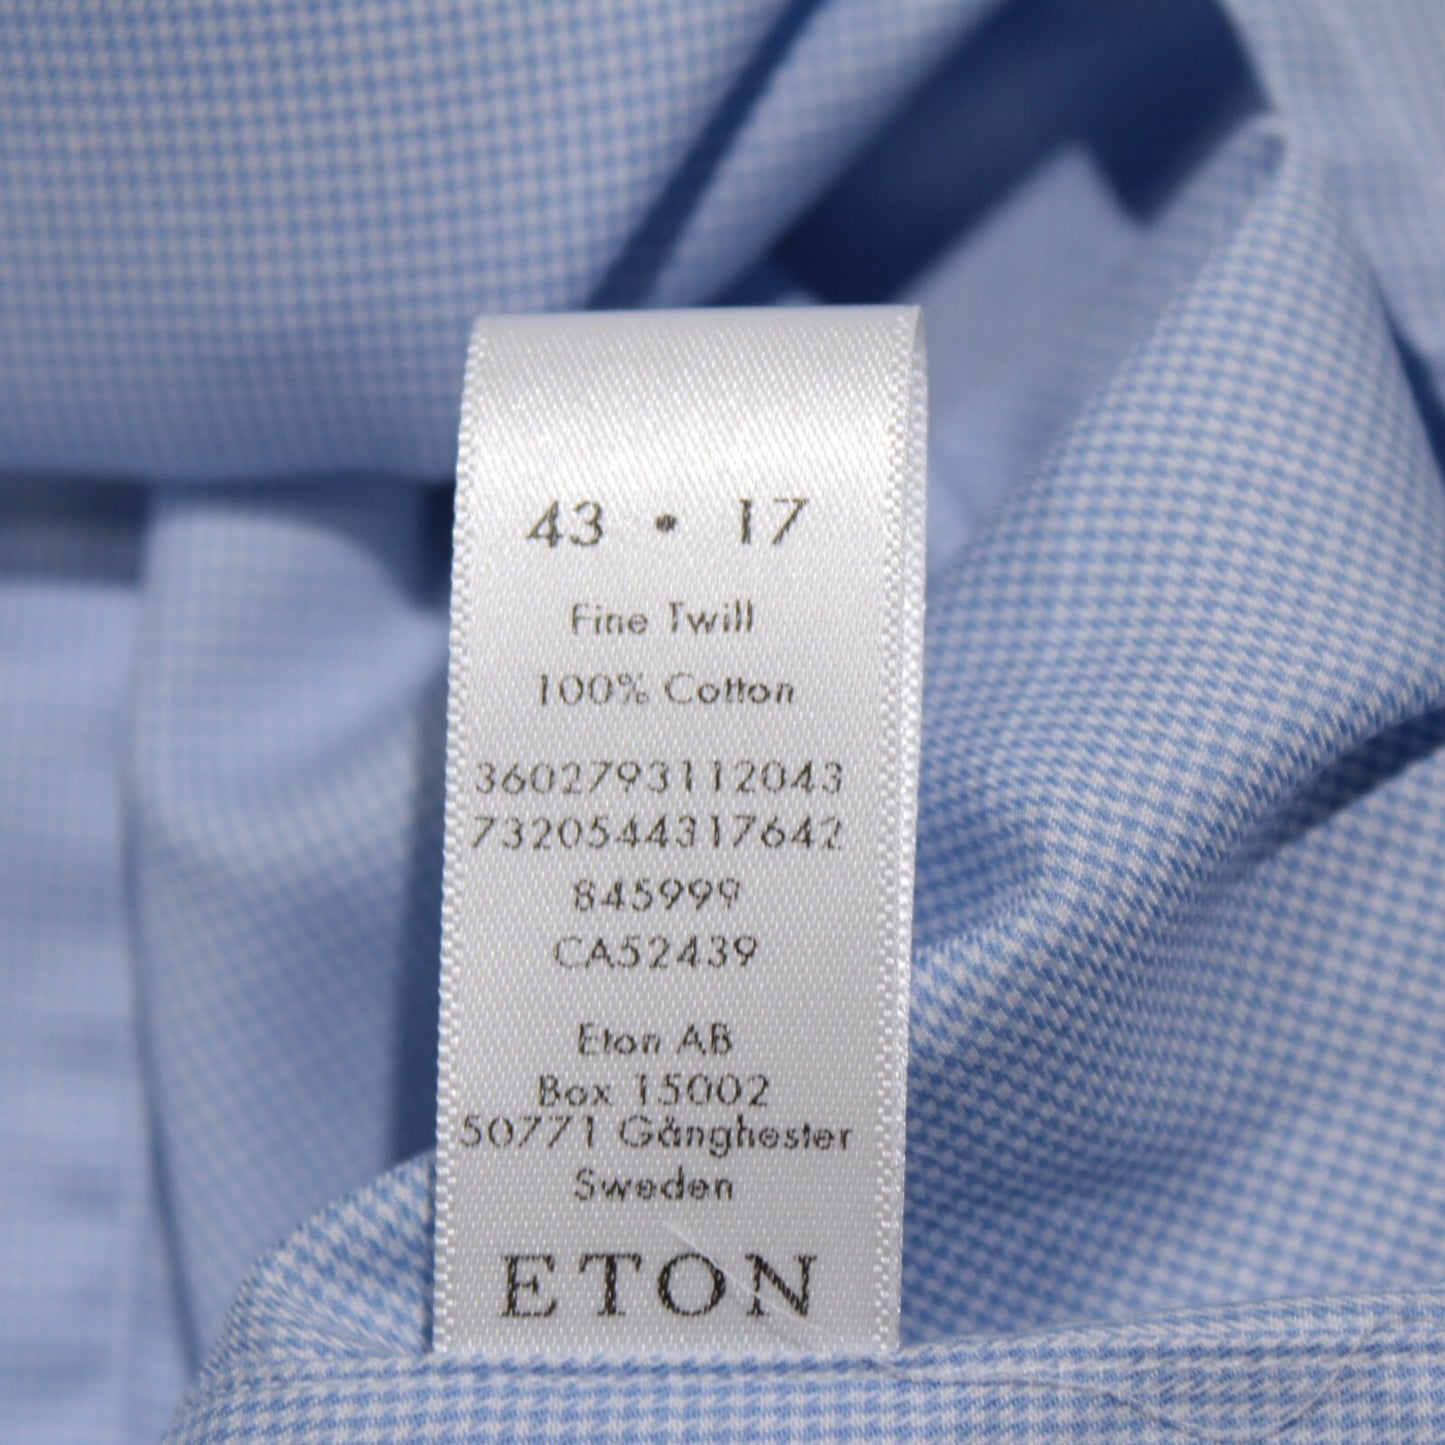 43 • 17
Fine Twill
100% Cotton
3602793112043
7320544317642
845999
CA52439
Eton AB
Box 15002
50771 Gånghester
Sweden
ETON